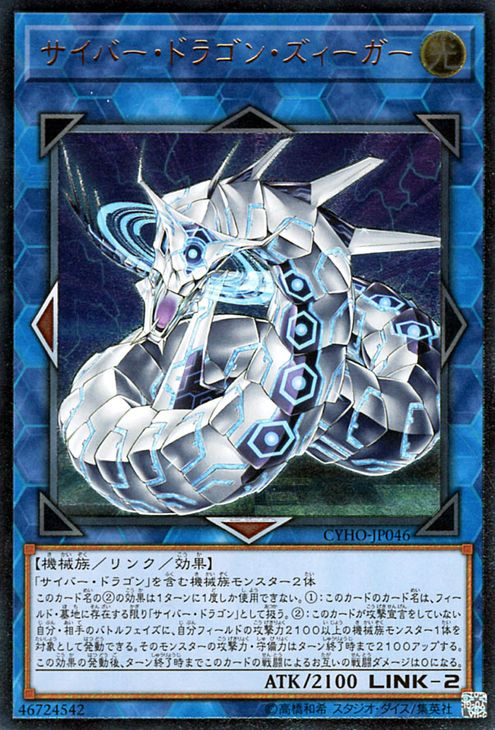 サイバー・ドラゴン・ズィーガー
光
CYHO-JP046
【機械族／リンク／効果】
「サイバー・ドラゴン」を含む機械族モンスター2体
このカード名の②の効果は1ターンに1度しか使用できない。①：このカードのカード名は、フィー
ルド・墓地に存在する限り「サイバー・ドラゴン」として扱う。②：このカードが攻撃宣言をしていない
自分・相手のバトルフェイズに、自分フィールドの攻撃力2100以上の機械族モンスター1体を
対象として発動できる。そのモンスターの攻撃力・守備力はターン終了時まで2100アップする。
この効果の発動後、ターン終了時までこのカードの戦闘によるお互いの戦闘ダメージは0になる。
ATK/2100 LINK-2
46724542
©高橋和希 スタジオ・ダイス/集英社